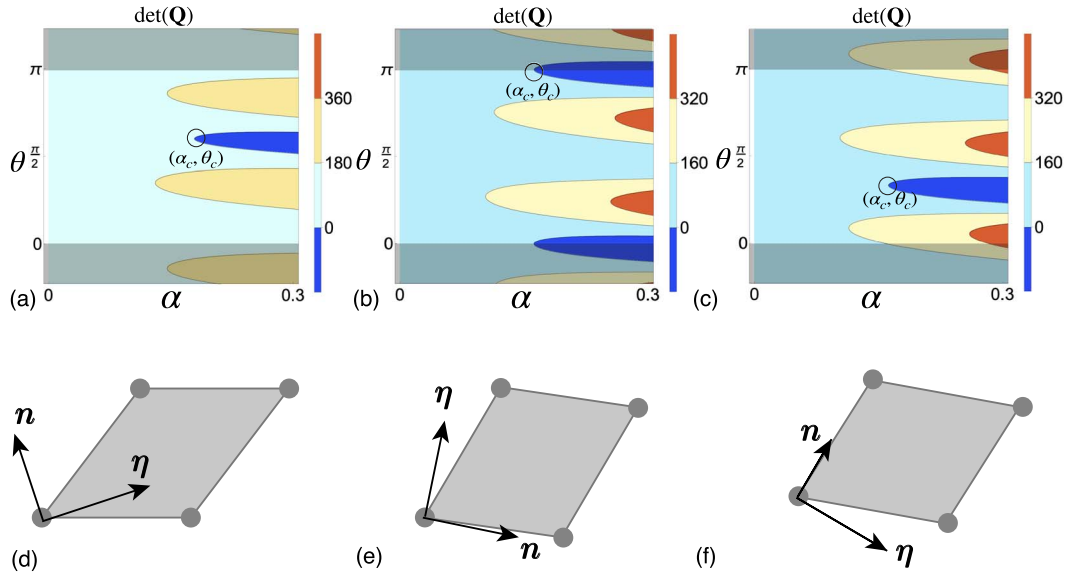 det(Q)
det(Q)
det(Q)
π
360
(α_c, θ_c)
θ π/2
180
0
0
(a)
0
α
0.3
π
320
(α_c, θ_c)
θ π/2
160
0
0
(b)
0
α
0.3
π
320
θ π/2
160
(α_c, θ_c)
0
0
(c)
0
α
0.3
n
η
(d)
η
n
(e)
n
η
(f)